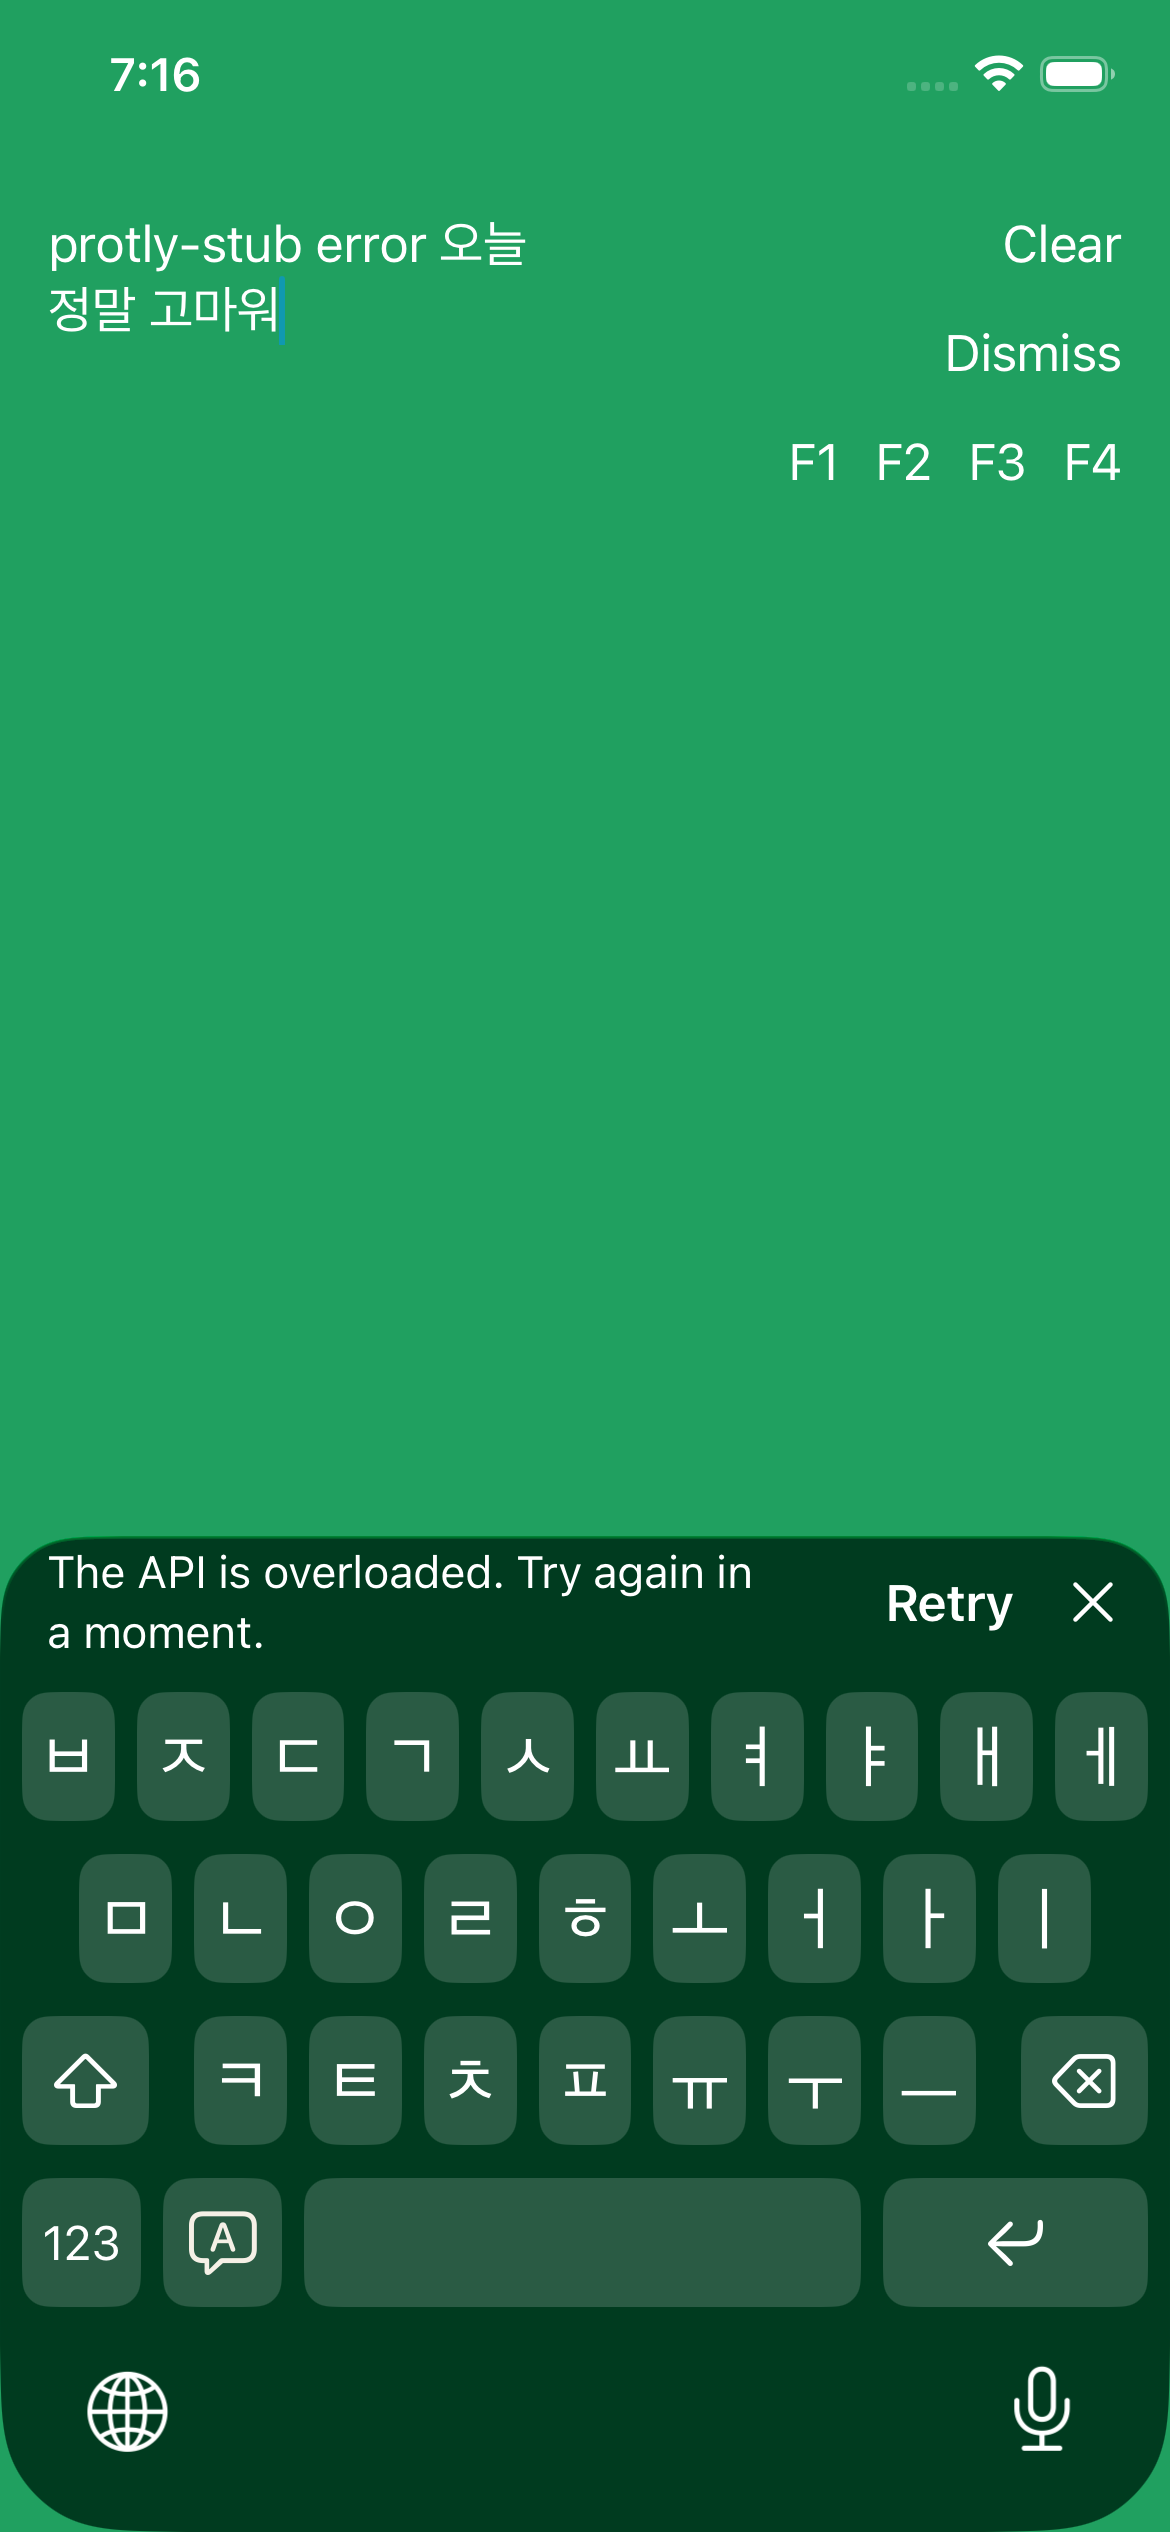 7:16
protly-stub error 오늘
정말 고마워
Clear
Dismiss
F1 F2 F3 F4
The API is overloaded. Try again in
a moment.
Retry
ㅂ ㅈ ㄷ ㄱ ㅅ ㅛ ㅕ ㅑ ㅐ ㅔ
ㅁ ㄴ ㅇ ㄹ ㅎ ㅗ ㅓ ㅏ ㅣ
ㅋ ㅌ ㅊ ㅍ ㅠ ㅜ ㅡ
123 A